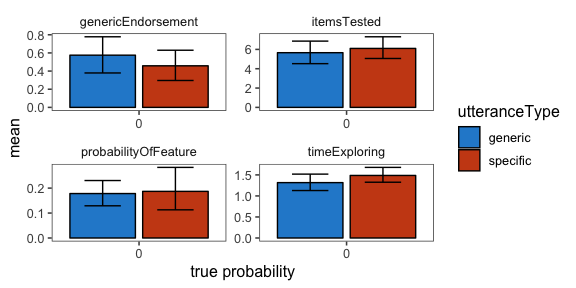 genericEndorsement
itemsTested
0.8
0.6
0.4
0.2
0.0
6
4
2
0
0
0
probabilityOfFeature
timeExploring
0.2
0.1
0.0
1.5
1.0
0.5
0.0
0
0
mean
true probability
utteranceType
generic
specific